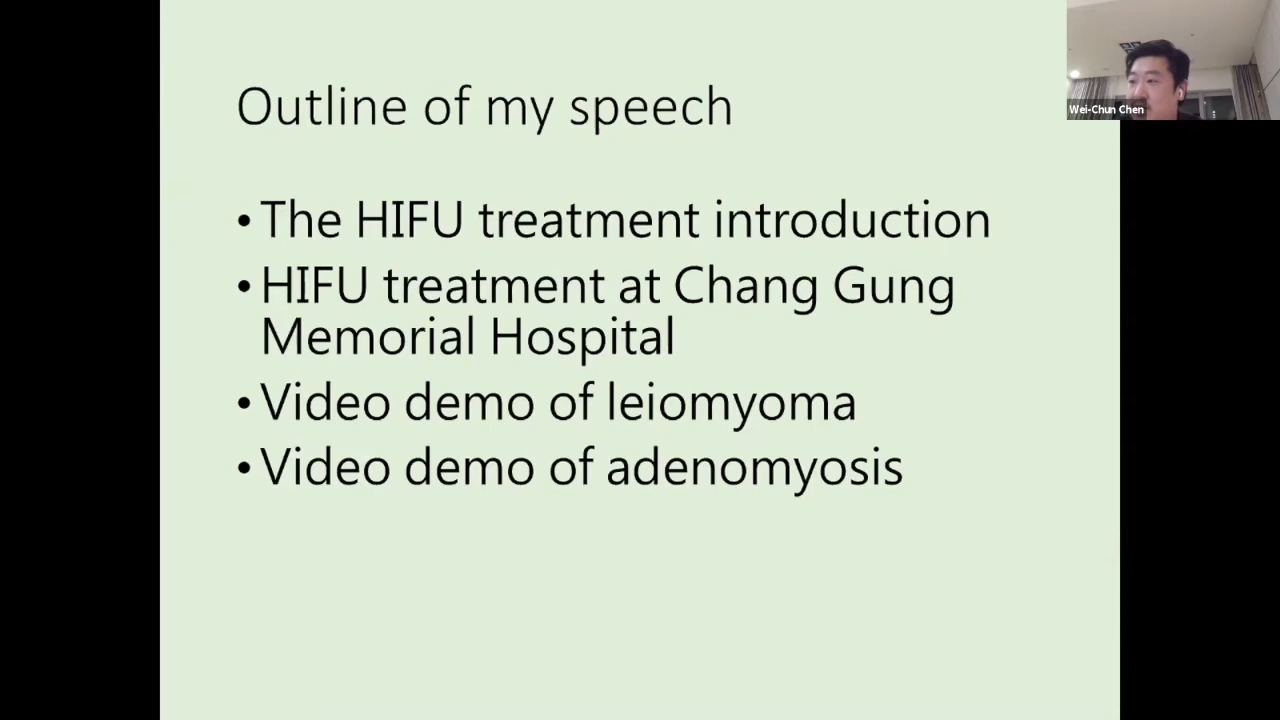 Outline of my speech
• The HIFU treatment introduction
• HIFU treatment at Chang Gung
Memorial Hospital
• Video demo of leiomyoma
• Video demo of adenomyosis
Wei-Chun Chen